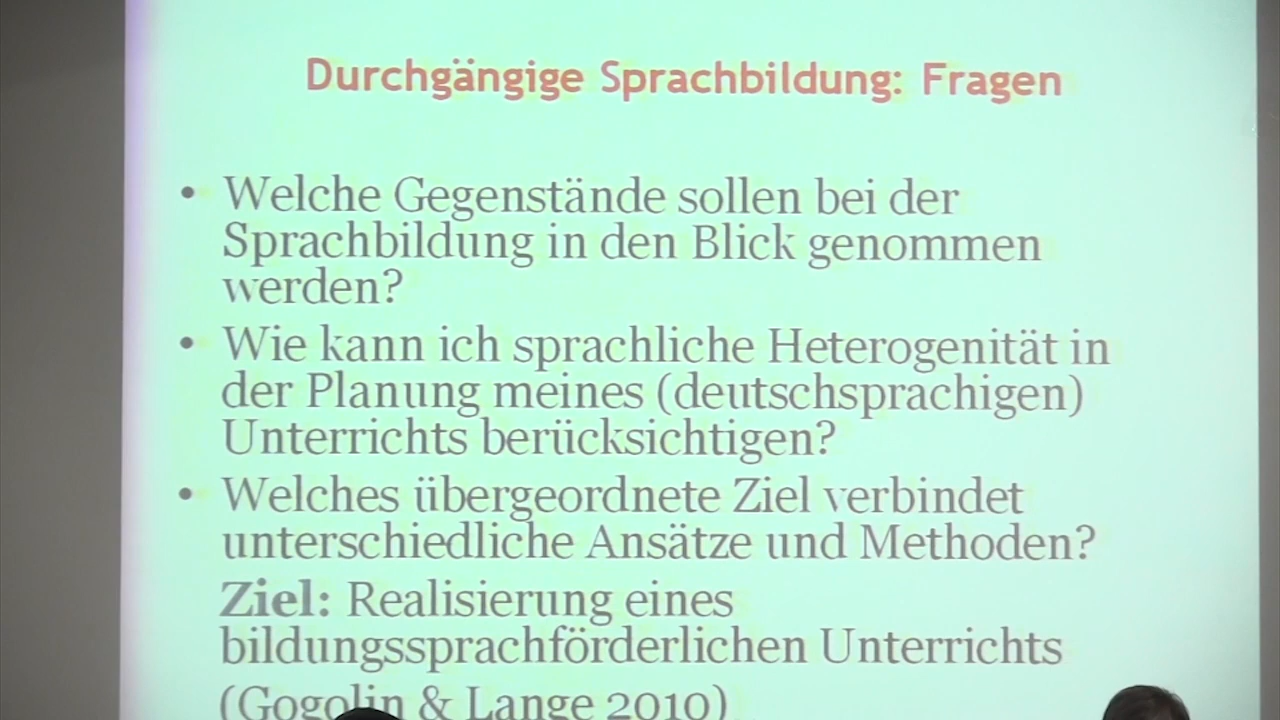 Durchgängige Sprachbildung: Fragen
• Welche Gegenstände sollen bei der
Sprachbildung in den Blick genommen
werden?
• Wie kann ich sprachliche Heterogenität in
der Planung meines (deutschsprachigen)
Unterrichts berücksichtigen?
• Welches übergeordnete Ziel verbindet
unterschiedliche Ansätze und Methoden?
Ziel: Realisierung eines
bildungssprachförderlichen Unterrichts
(Gogolin & Lange 2010)